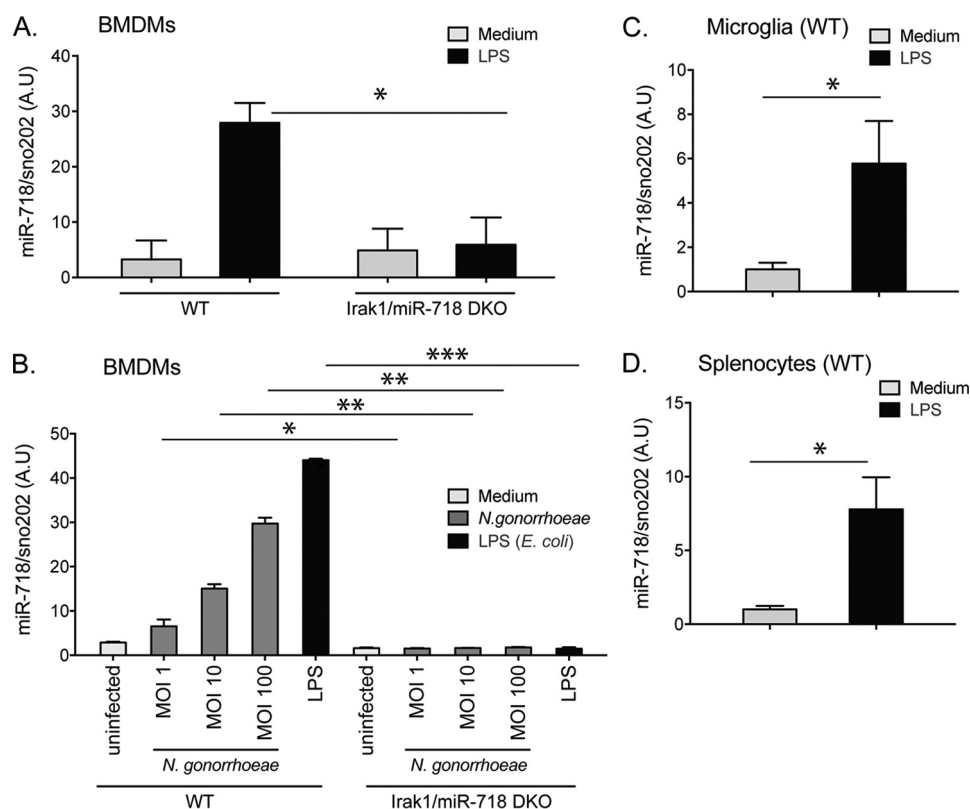 A.
BMDMs
Medium
LPS
*
miR-718/sno202 (A.U)
40
30
20
10
0
WT
Irak1/miR-718 DKO
B.
BMDMs
***
**
**
*
miR-718/sno202 (A.U)
50
40
30
20
10
0
Medium
N.gonorrhoeae
LPS (E. coli)
uninfected
MOI 1
MOI 10
MOI 100
LPS
uninfected
MOI 1
MOI 10
MOI 100
LPS
N. gonorrhoeae
N. gonorrhoeae
WT
Irak1/miR-718 DKO
C.
Microglia (WT)
Medium
LPS
*
miR-718/sno202 (A.U)
10
8
6
4
2
0
D.
Splenocytes (WT)
Medium
LPS
*
miR-718/sno202 (A.U)
15
10
5
0